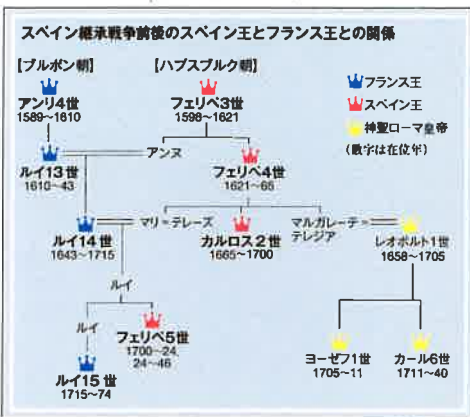 スペイン継承戦争前後のスペイン王とフランス王との関係
【ブルボン朝】
【ハプスブルク朝】
アンリ4世
1589〜1610
フェリペ3世
1598〜1621
フランス王
スペイン王
神聖ローマ皇帝
(数字は在位年)
ルイ13世
1610〜43
アンヌ
フェリペ4世
1621〜65
ルイ14世
1643〜1715
マリ=テレーズ
カルロス2世
1665〜1700
マルガレーテ=
テレジア
レオポルト1世
1658〜1705
ルイ
ルイ
フェリペ5世
1700〜24,
24〜46
ルイ15世
1715〜74
ヨーゼフ1世
1705〜11
カール6世
1711〜40